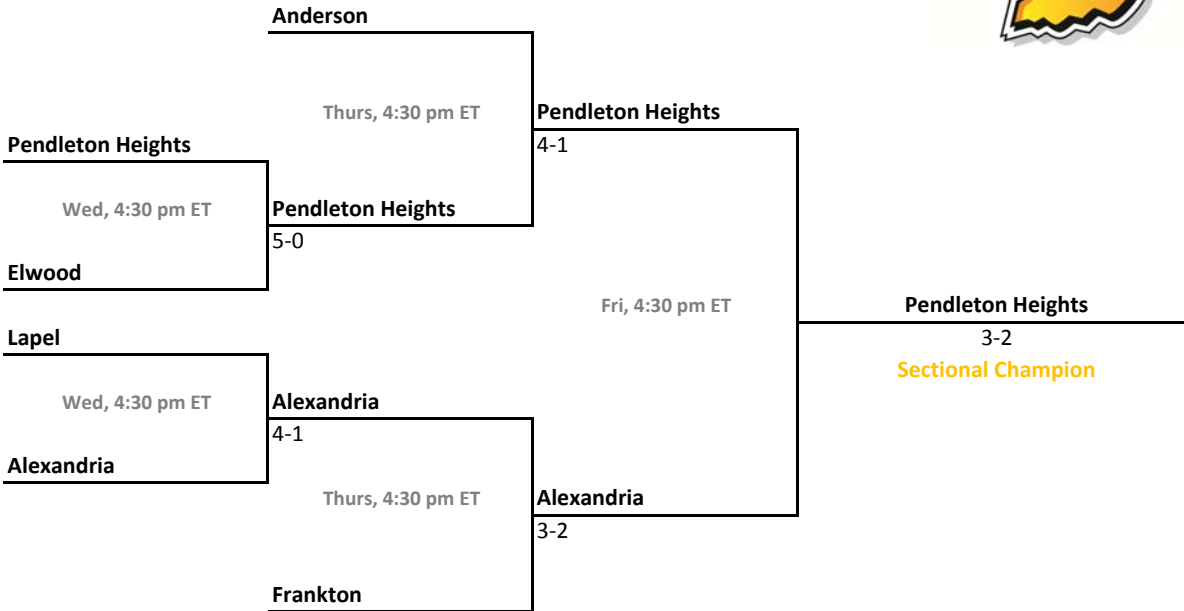 Anderson
Thurs, 4:30 pm ET
Pendleton Heights
4-1
Pendleton Heights
Wed, 4:30 pm ET
Pendleton Heights
5-0
Elwood
Fri, 4:30 pm ET
Pendleton Heights
3-2
Sectional Champion
Lapel
Wed, 4:30 pm ET
Alexandria
4-1
Alexandria
Thurs, 4:30 pm ET
Alexandria
3-2
Frankton